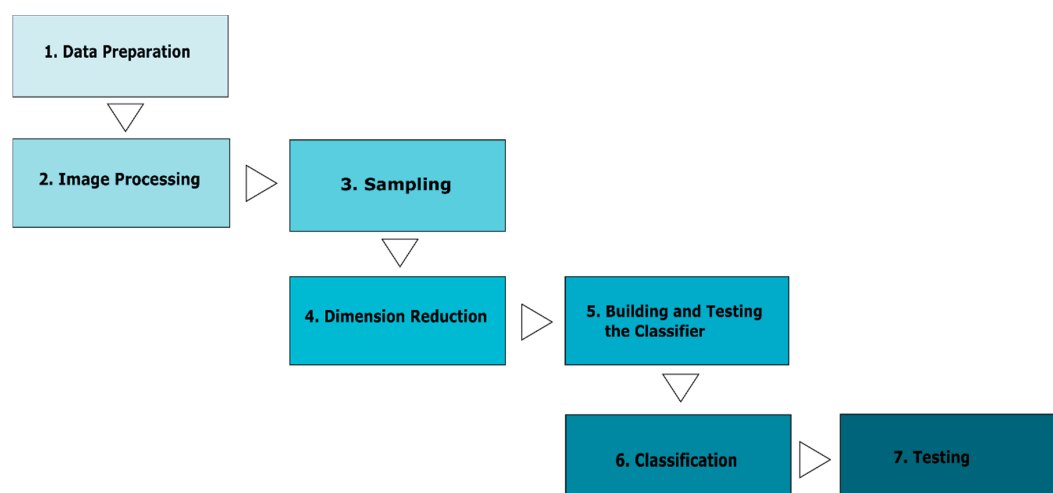 1. Data Preparation
2. Image Processing
3. Sampling
4. Dimension Reduction
5. Building and Testing
the Classifier
6. Classification
7. Testing